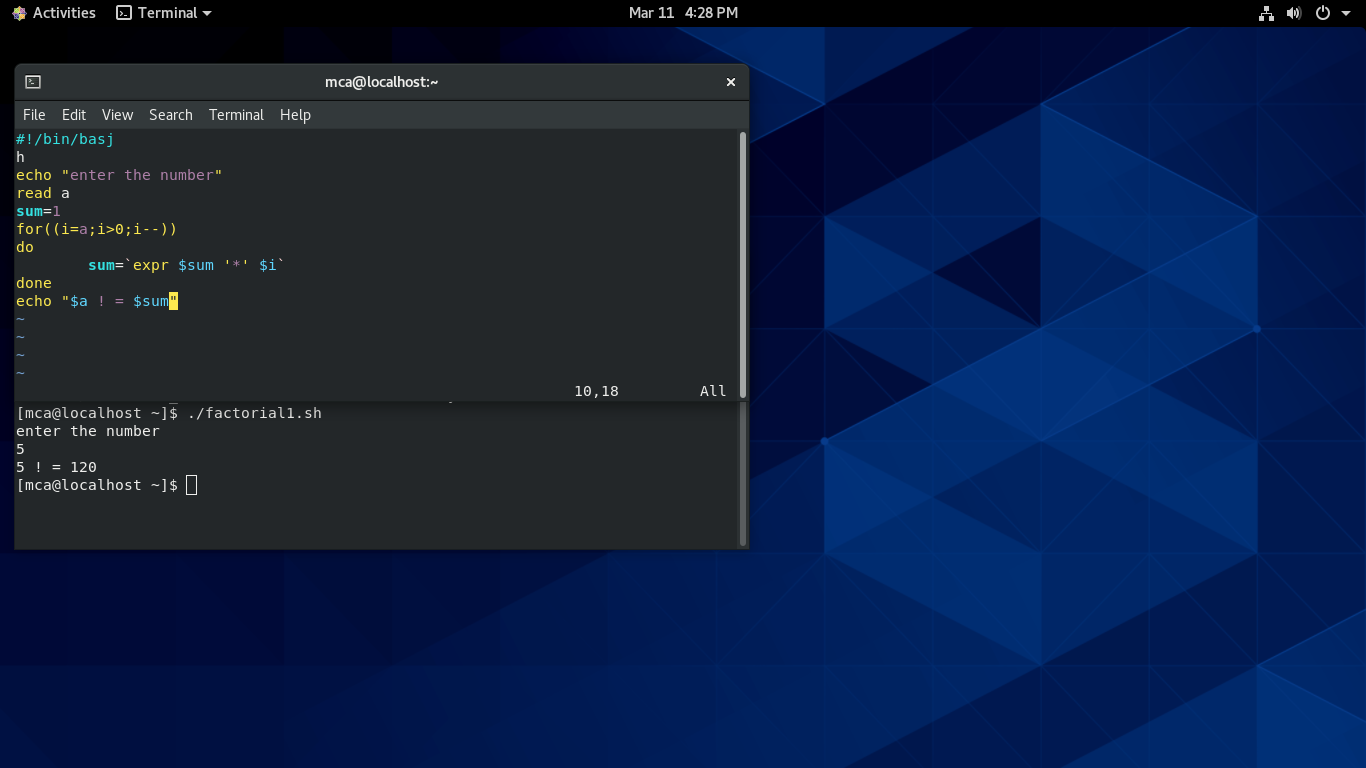 Activities Terminal Mar 11 4:28 PM
mca@localhost:~ ×
File Edit View Search Terminal Help
#!/bin/basj
h
echo "enter the number"
read a
sum=1
for((i=a;i>0;i--))
do
        sum=`expr $sum '*' $i`
done
echo "$a ! = $sum"
~
~
~
~
10,18 All
[mca@localhost ~]$ ./factorial1.sh
enter the number
5
5 ! = 120
[mca@localhost ~]$